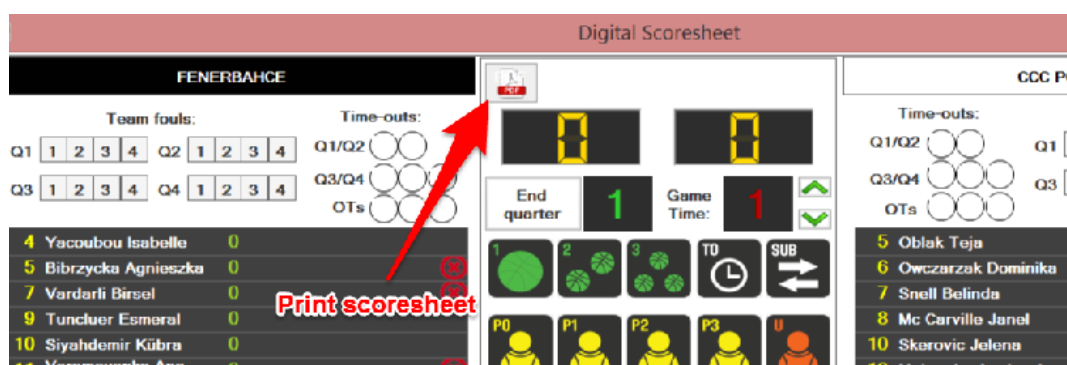 Digital Scoresheet
FENERBAHCE
Team fouls:
Time-outs:
Q1 1 2 3 4 Q2 1 2 3 4
Q1/Q2
Q3 1 2 3 4 Q4 1 2 3 4
Q3/Q4
OTs
4 Yacoubou Isabelle 0
5 Bibrzycka Agnieszka 0
7 Vardarli Birsel 0
9 Tuncluer Esmeral 0
10 Siyahdemir Kübra 0
PDF
0 0
End quarter
1
Game Time:
1
1 2 3 TO SUB
Print scoresheet
P0 P1 P2 P3 U
CCC
Time-outs:
Q1/Q2
Q1
Q3/Q4
Q3
OTs
5 Oblak Teja
6 Owczarzak Dominika
7 Snell Belinda
8 Mc Carville Janel
10 Skerovic Jelena